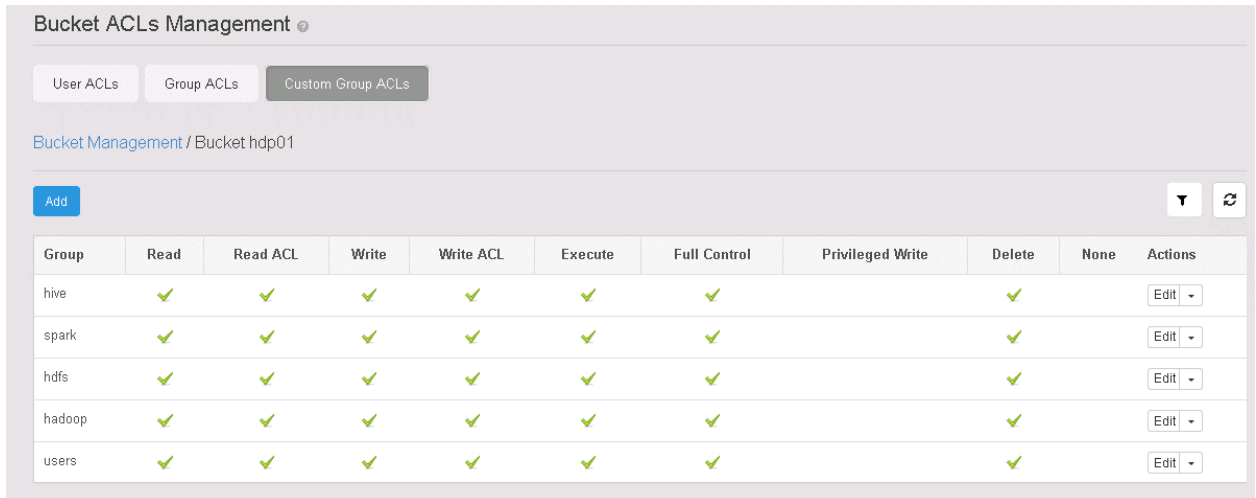 Bucket ACLs Management
User ACLs Group ACLs Custom Group ACLs
Bucket Management / Bucket hdp01
Add
Group Read Read ACL Write Write ACL Execute Full Control Privileged Write Delete None Actions
hive Edit
spark Edit
hdfs Edit
hadoop Edit
users Edit